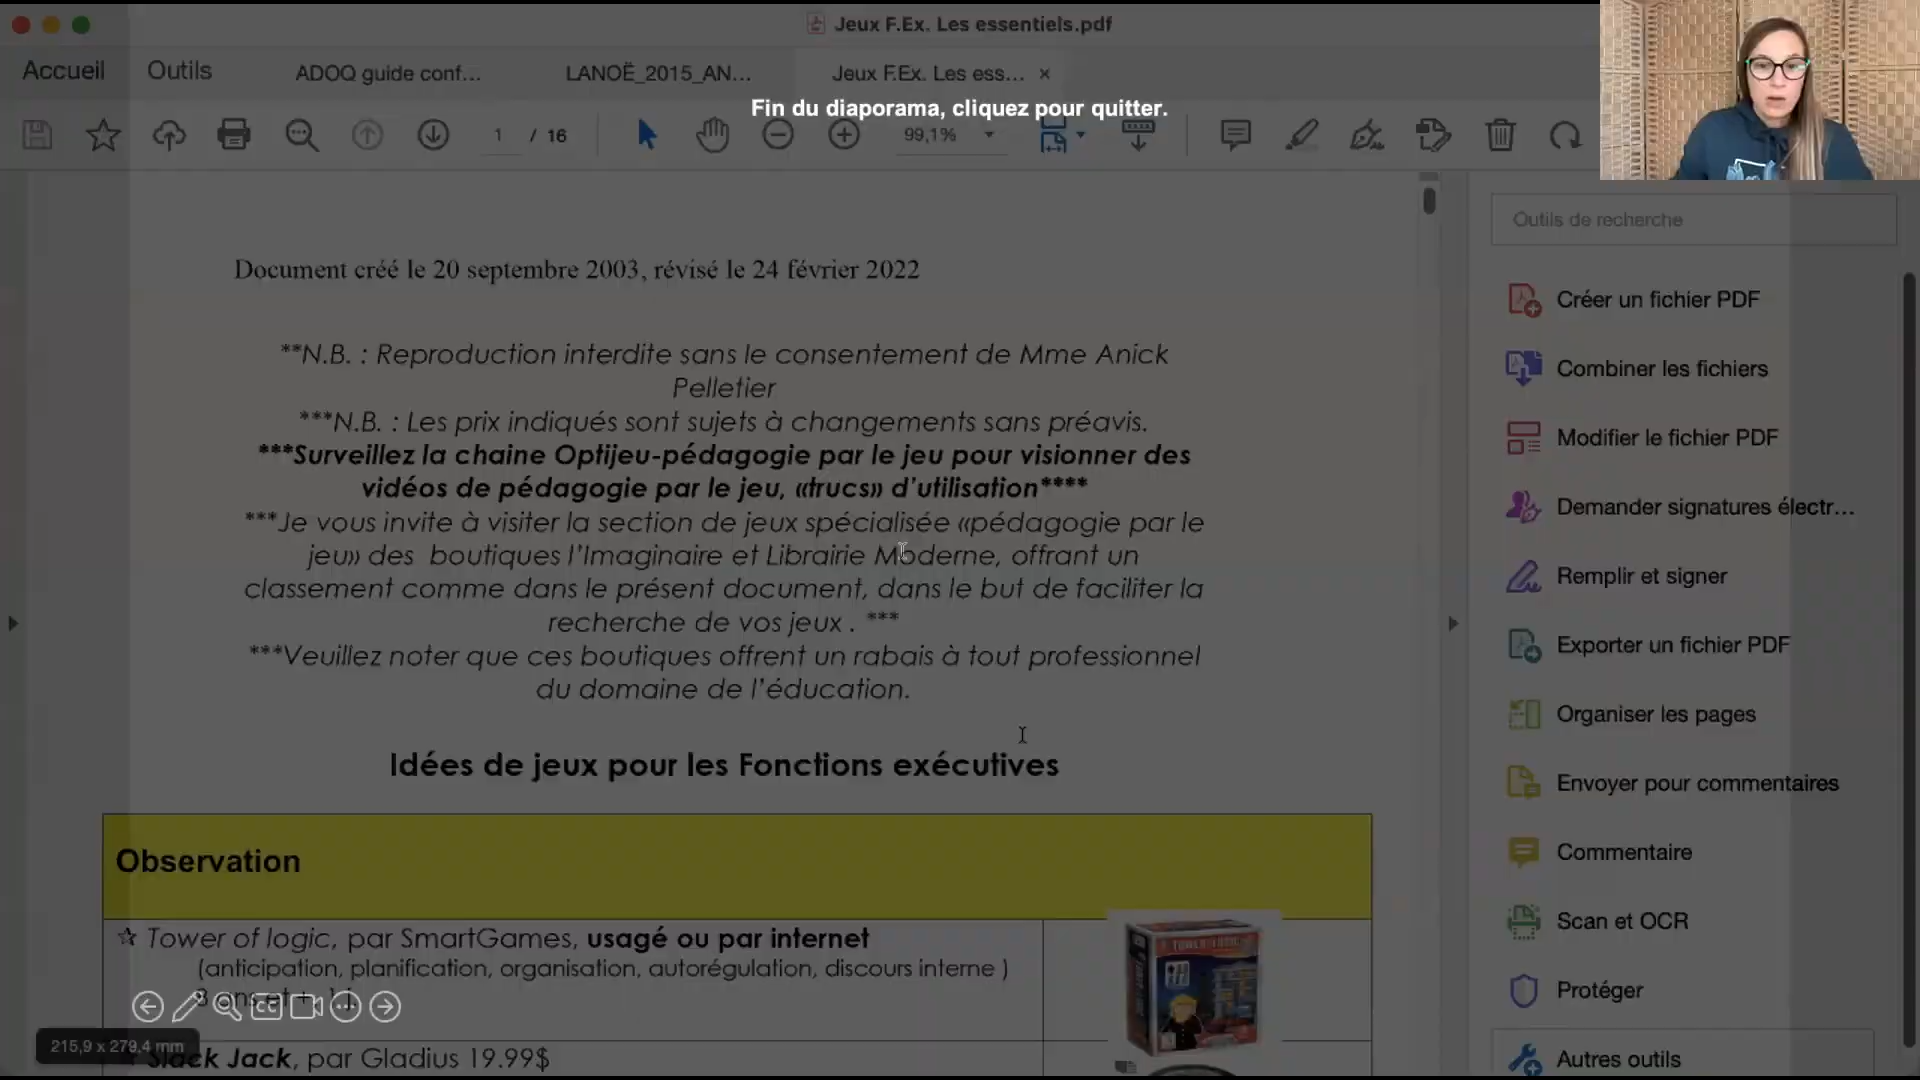 Jeux F.Ex. Les essentiels.pdf
Accueil
Outils
ADOQ guide conf...
LANOË_2015_AN...
Jeux F.Ex. Les ess...
Fin du diaporama, cliquez pour quitter.
1 / 16
99,1%
Outils de recherche
Document créé le 20 septembre 2003, révisé le 24 février 2022
**N.B. : Reproduction interdite sans le consentement de Mme Anick
Pelletier
***N.B. : Les prix indiqués sont sujets à changements sans préavis.
***Surveillez la chaine Optijeu-pédagogie par le jeu pour visionner des
vidéos de pédagogie par le jeu, «trucs» d’utilisation****
***Je vous invite à visiter la section de jeux spécialisée «pédagogie par le
jeu» des boutiques l’Imaginaire et Librairie Moderne, offrant un
classement comme dans le présent document, dans le but de faciliter la
recherche de vos jeux . ***
***Veuillez noter que ces boutiques offrent un rabais à tout professionnel
du domaine de l’éducation.
Idées de jeux pour les Fonctions exécutives
Observation
Tower of logic, par SmartGames, usagé ou par internet
(anticipation, planification, organisation, autorégulation, discours interne )
8 ans et +
CC
215,9 x 279,4 mm
Slack Jack, par Gladius 19.99$
Créer un fichier PDF
Combiner les fichiers
Modifier le fichier PDF
Demander signatures électr...
Remplir et signer
Exporter un fichier PDF
Organiser les pages
Envoyer pour commentaires
Commentaire
Scan et OCR
Protéger
Autres outils